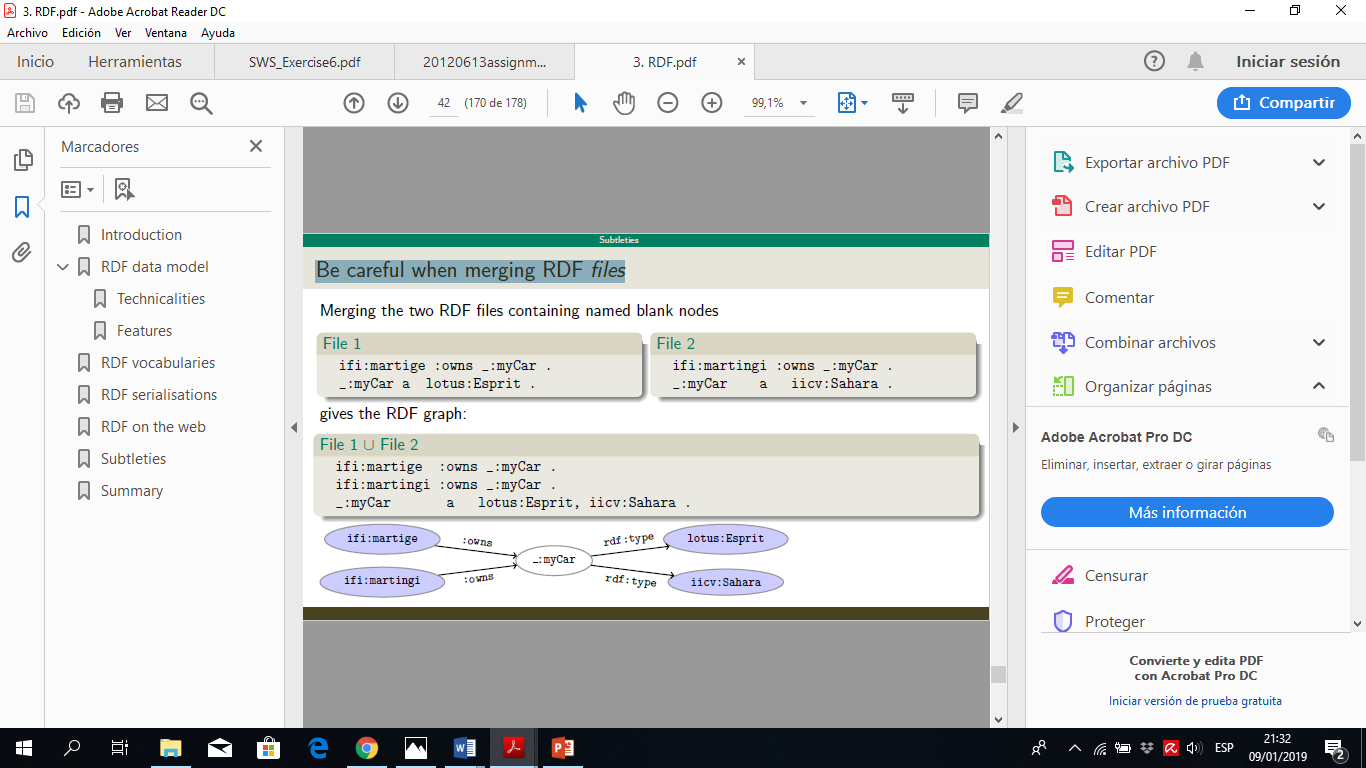 3. RDF.pdf - Adobe Acrobat Reader DC
Archivo Edición Ver Ventana Ayuda
Inicio Herramientas SWS_Exercise6.pdf 20120613assignm... 3. RDF.pdf × Iniciar sesión
42 (170 de 178) 99,1% Compartir
Marcadores
Introduction
RDF data model
Technicalities
Features
RDF vocabularies
RDF serialisations
RDF on the web
Subtleties
Summary
Subtleties
Be careful when merging RDF files
Merging the two RDF files containing named blank nodes
File 1
ifi:martige :owns _:myCar .
_:myCar a lotus:Esprit .
File 2
ifi:martingi :owns _:myCar .
_:myCar a iicv:Sahara .
gives the RDF graph:
File 1 ∪ File 2
ifi:martige :owns _:myCar .
ifi:martingi :owns _:myCar .
_:myCar a lotus:Esprit, iicv:Sahara .
ifi:martige :owns _:myCar rdf:type lotus:Esprit
ifi:martingi :owns rdf:type iicv:Sahara
Exportar archivo PDF
Crear archivo PDF
Editar PDF
Comentar
Combinar archivos
Organizar páginas
Adobe Acrobat Pro DC
Eliminar, insertar, extraer o girar páginas
Más información
Censurar
Proteger
Convierte y edita PDF
con Acrobat Pro DC
Iniciar versión de prueba gratuita
ESP 21:32
09/01/2019 2